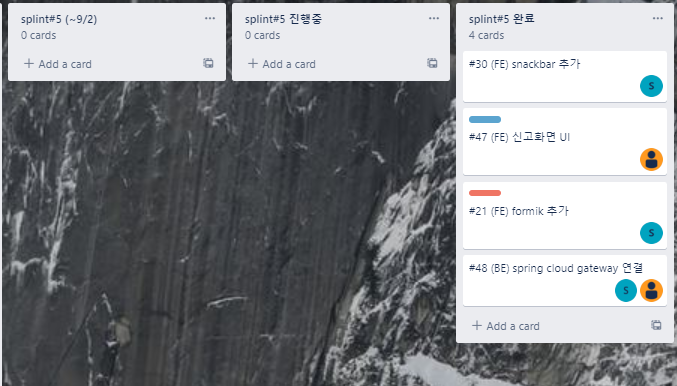 splint#5 (~9/2)
0 cards
Add a card
splint#5 진행중
0 cards
Add a card
splint#5 완료
4 cards
#30 (FE) snackbar 추가
S
#47 (FE) 신고화면 UI
#21 (FE) formik 추가
S
#48 (BE) spring cloud gateway 연결
S
Add a card